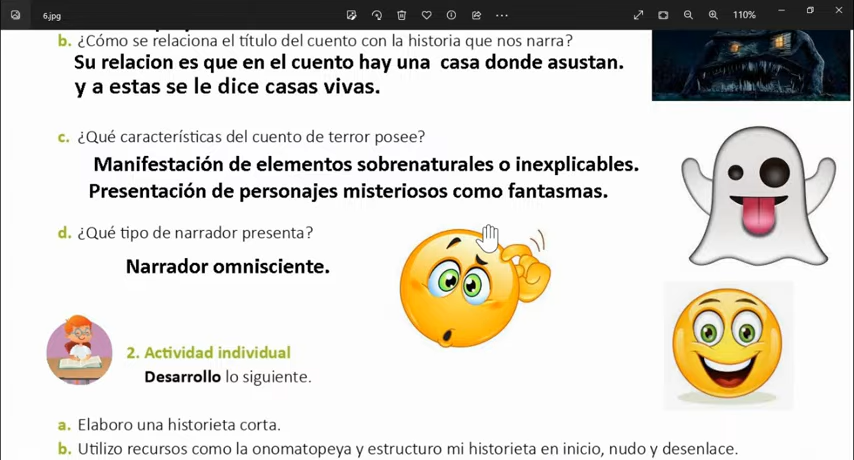 6.jpg
110%
b. ¿Cómo se relaciona el título del cuento con la historia que nos narra?
Su relacion es que en el cuento hay una casa donde asustan.
y a estas se le dice casas vivas.
c. ¿Qué características del cuento de terror posee?
Manifestación de elementos sobrenaturales o inexplicables.
Presentación de personajes misteriosos como fantasmas.
d. ¿Qué tipo de narrador presenta?
Narrador omnisciente.
2. Actividad individual
Desarrollo lo siguiente.
a. Elaboro una historieta corta.
b. Utilizo recursos como la onomatopeya y estructuro mi historieta en inicio, nudo y desenlace.